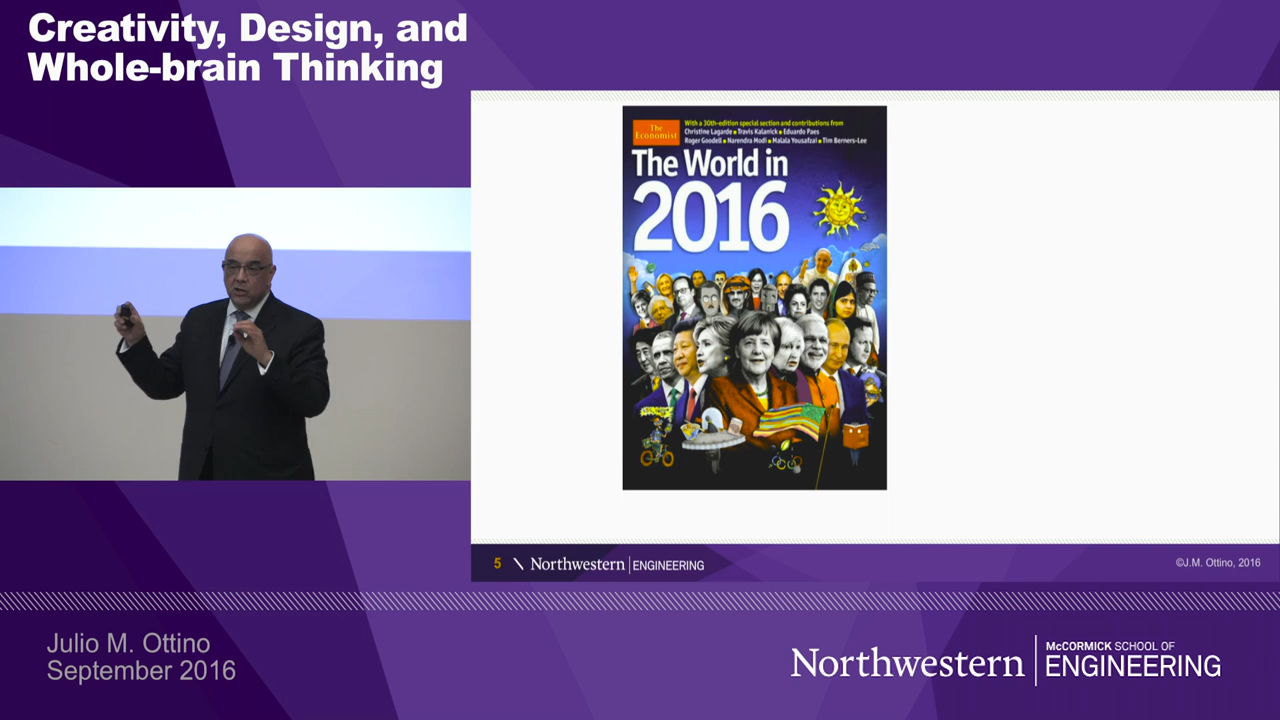 Creativity, Design, and
Whole-brain Thinking
The
Economist
With a 30th-edition special section and contributions from
Christine Lagarde ■ Travis Kalanick ■ Eduardo Paes
Roger Goodell ■ Narendra Modi ■ Malala Yousafzai ■ Tim Berners-Lee
The World in
2016
5 \ Northwestern | ENGINEERING
©J.M. Ottino, 2016
Julio M. Ottino
September 2016
Northwestern | McCORMICK SCHOOL OF
ENGINEERING